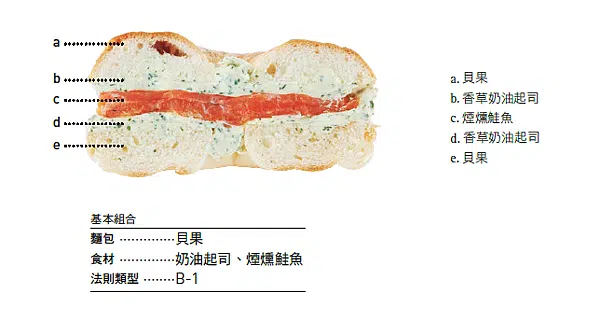 a
b
c
d
e
a. 貝果
b. 香草奶油起司
c. 煙燻鮭魚
d. 香草奶油起司
e. 貝果
基本組合
麵包 ··············貝果
食材 ··············奶油起司、煙燻鮭魚
法則類型 ········B-1